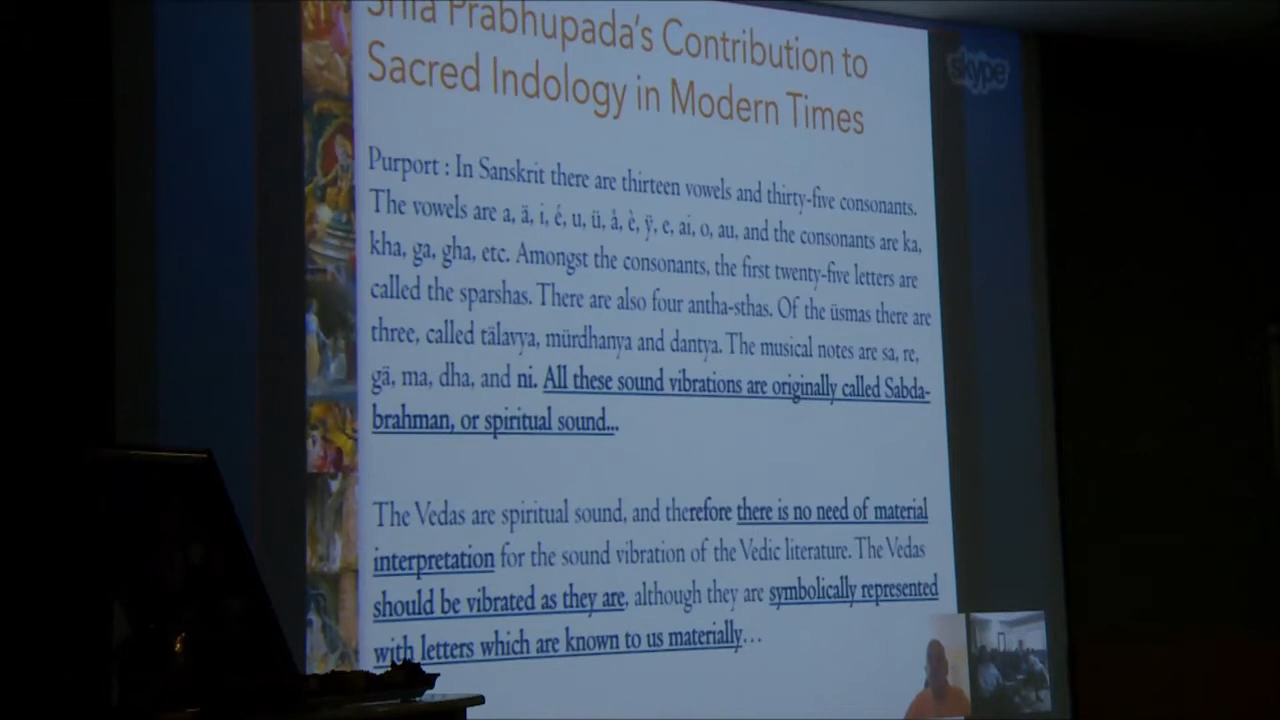 Srila Prabhupada's Contribution to
Sacred Indology in Modern Times
skype
Purport : In Sanskrit there are thirteen vowels and thirty-five consonants.
The vowels are a, ä, i, é, u, ü, å, è, ÿ, e, ai, o, au, and the consonants are ka,
kha, ga, gha, etc. Amongst the consonants, the first twenty-five letters are
called the sparshas. There are also four antha-sthas. Of the üsmas there are
three, called tälavya, mürdhanya and dantya. The musical notes are sa, re,
gä, ma, dha, and ni. All these sound vibrations are originally called Sabda-
brahman, or spiritual sound...
The Vedas are spiritual sound, and therefore there is no need of material
interpretation for the sound vibration of the Vedic literature. The Vedas
should be vibrated as they are, although they are symbolically represented
with letters which are known to us materially...